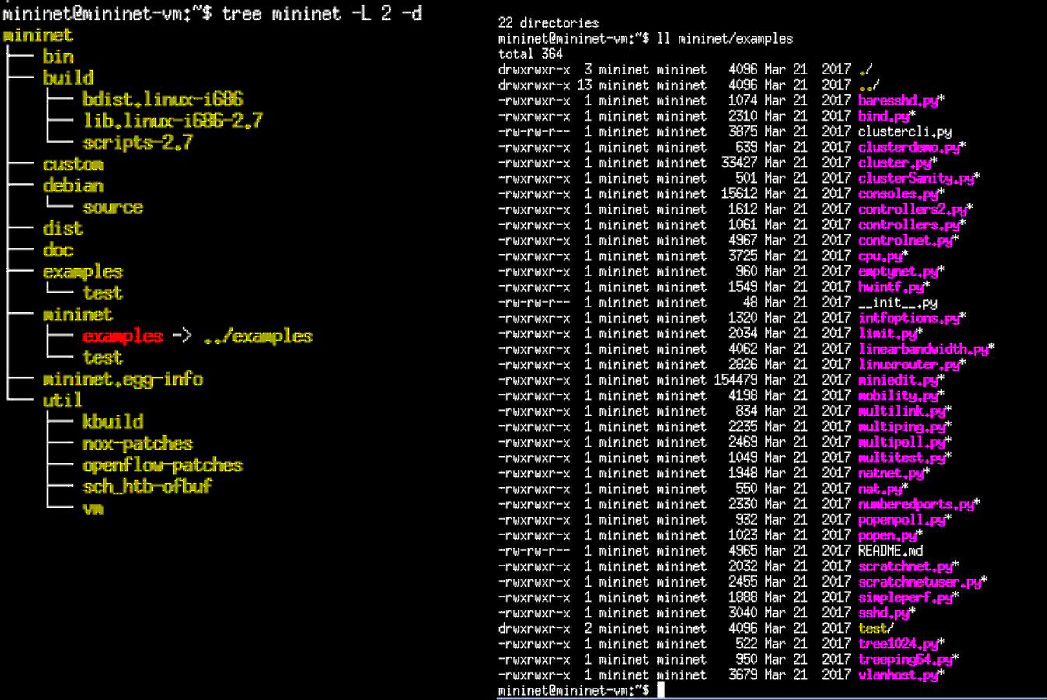 mininet@mininet-vm:~$ tree mininet -L 2 -d
mininet
├── bin
├── build
│   ├── bdist.linux-i686
│   ├── lib.linux-i686-2.7
│   └── scripts-2.7
├── custom
├── debian
│   └── source
├── dist
├── doc
├── examples
│   └── test
├── mininet
│   ├── examples -> ../examples
│   └── test
├── mininet.egg-info
└── util
    ├── kbuild
    ├── nox-patches
    ├── openflow-patches
    ├── sch_htb-ofbuf
    └── vm
22 directories
mininet@mininet-vm:~$ ll mininet/examples
total 364
drwxrwxr-x 3 mininet mininet 4096 Mar 21 2017 ./
drwxrwxr-x 13 mininet mininet 4096 Mar 21 2017 ../
-rwxrwxr-x 1 mininet mininet 1074 Mar 21 2017 baresshd.py*
-rwxrwxr-x 1 mininet mininet 2310 Mar 21 2017 bind.py*
-rw-rw-r-- 1 mininet mininet 3875 Mar 21 2017 clustercli.py
-rwxrwxr-x 1 mininet mininet 639 Mar 21 2017 clusterdemo.py*
-rwxrwxr-x 1 mininet mininet 33427 Mar 21 2017 cluster.py*
-rwxrwxr-x 1 mininet mininet 501 Mar 21 2017 clusterSanity.py*
-rwxrwxr-x 1 mininet mininet 15612 Mar 21 2017 consoles.py*
-rwxrwxr-x 1 mininet mininet 1612 Mar 21 2017 controllers2.py*
-rwxrwxr-x 1 mininet mininet 1061 Mar 21 2017 controllers.py*
-rwxrwxr-x 1 mininet mininet 4967 Mar 21 2017 controlnet.py*
-rwxrwxr-x 1 mininet mininet 3725 Mar 21 2017 cpu.py*
-rwxrwxr-x 1 mininet mininet 960 Mar 21 2017 emptynet.py*
-rwxrwxr-x 1 mininet mininet 1549 Mar 21 2017 hwintf.py*
-rw-rw-r-- 1 mininet mininet 48 Mar 21 2017 __init__.py
-rwxrwxr-x 1 mininet mininet 1320 Mar 21 2017 intfoptions.py*
-rwxrwxr-x 1 mininet mininet 2034 Mar 21 2017 limit.py*
-rwxrwxr-x 1 mininet mininet 4062 Mar 21 2017 linearbandwidth.py*
-rwxrwxr-x 1 mininet mininet 2826 Mar 21 2017 linuxrouter.py*
-rwxrwxr-x 1 mininet mininet 154479 Mar 21 2017 miniedit.py*
-rwxrwxr-x 1 mininet mininet 4198 Mar 21 2017 mobility.py*
-rwxrwxr-x 1 mininet mininet 834 Mar 21 2017 multilink.py*
-rwxrwxr-x 1 mininet mininet 2235 Mar 21 2017 multiping.py*
-rwxrwxr-x 1 mininet mininet 2469 Mar 21 2017 multipoll.py*
-rwxrwxr-x 1 mininet mininet 1049 Mar 21 2017 multitest.py*
-rwxrwxr-x 1 mininet mininet 1948 Mar 21 2017 natnet.py*
-rwxrwxr-x 1 mininet mininet 550 Mar 21 2017 nat.py*
-rwxrwxr-x 1 mininet mininet 2330 Mar 21 2017 numberedports.py*
-rwxrwxr-x 1 mininet mininet 932 Mar 21 2017 popenpoll.py*
-rwxrwxr-x 1 mininet mininet 1023 Mar 21 2017 popen.py*
-rw-rw-r-- 1 mininet mininet 4965 Mar 21 2017 README.md
-rwxrwxr-x 1 mininet mininet 2032 Mar 21 2017 scratchnet.py*
-rwxrwxr-x 1 mininet mininet 2455 Mar 21 2017 scratchnetuser.py*
-rwxrwxr-x 1 mininet mininet 1888 Mar 21 2017 simpleperf.py*
-rwxrwxr-x 1 mininet mininet 3040 Mar 21 2017 sshd.py*
drwxrwxr-x 2 mininet mininet 4096 Mar 21 2017 test/
-rwxrwxr-x 1 mininet mininet 522 Mar 21 2017 tree1024.py*
-rwxrwxr-x 1 mininet mininet 950 Mar 21 2017 treeping64.py*
-rwxrwxr-x 1 mininet mininet 3679 Mar 21 2017 vlanhost.py*
mininet@mininet-vm:~$